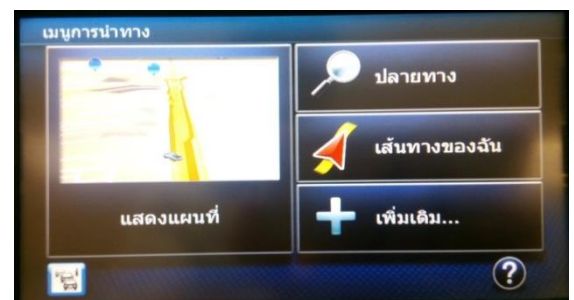 เมนูการนำทาง
ปลายทาง
เส้นทางของฉัน
แสดงแผนที่
เพิ่มเติม...
?